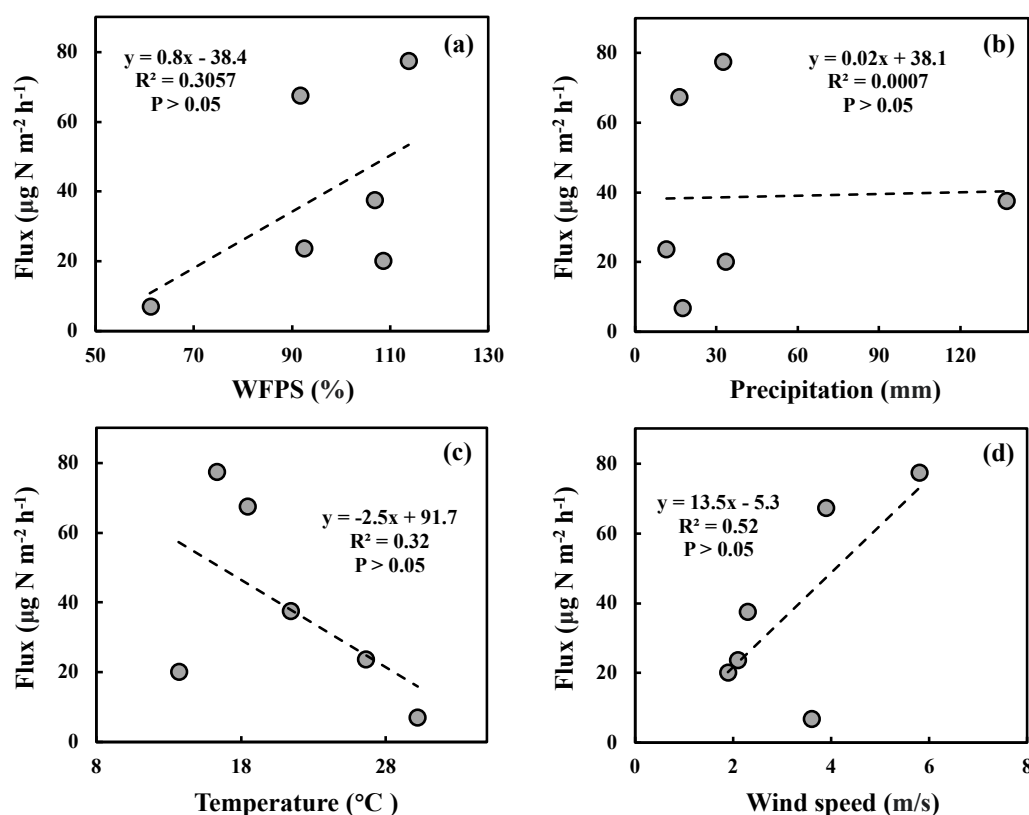 (a)
y = 0.8x - 38.4
R² = 0.3057
P > 0.05
Flux (µg N m⁻² h⁻¹)
80
60
40
20
0
50 70 90 110 130
WFPS (%)
(b)
y = 0.02x + 38.1
R² = 0.0007
P > 0.05
Flux (µg N m⁻² h⁻¹)
80
60
40
20
0
0 30 60 90 120
Precipitation (mm)
(c)
y = -2.5x + 91.7
R² = 0.32
P > 0.05
Flux (µg N m⁻² h⁻¹)
80
60
40
20
0
8 18 28
Temperature (°C )
(d)
y = 13.5x - 5.3
R² = 0.52
P > 0.05
Flux (µg N m⁻² h⁻¹)
80
60
40
20
0
0 2 4 6 8
Wind speed (m/s)